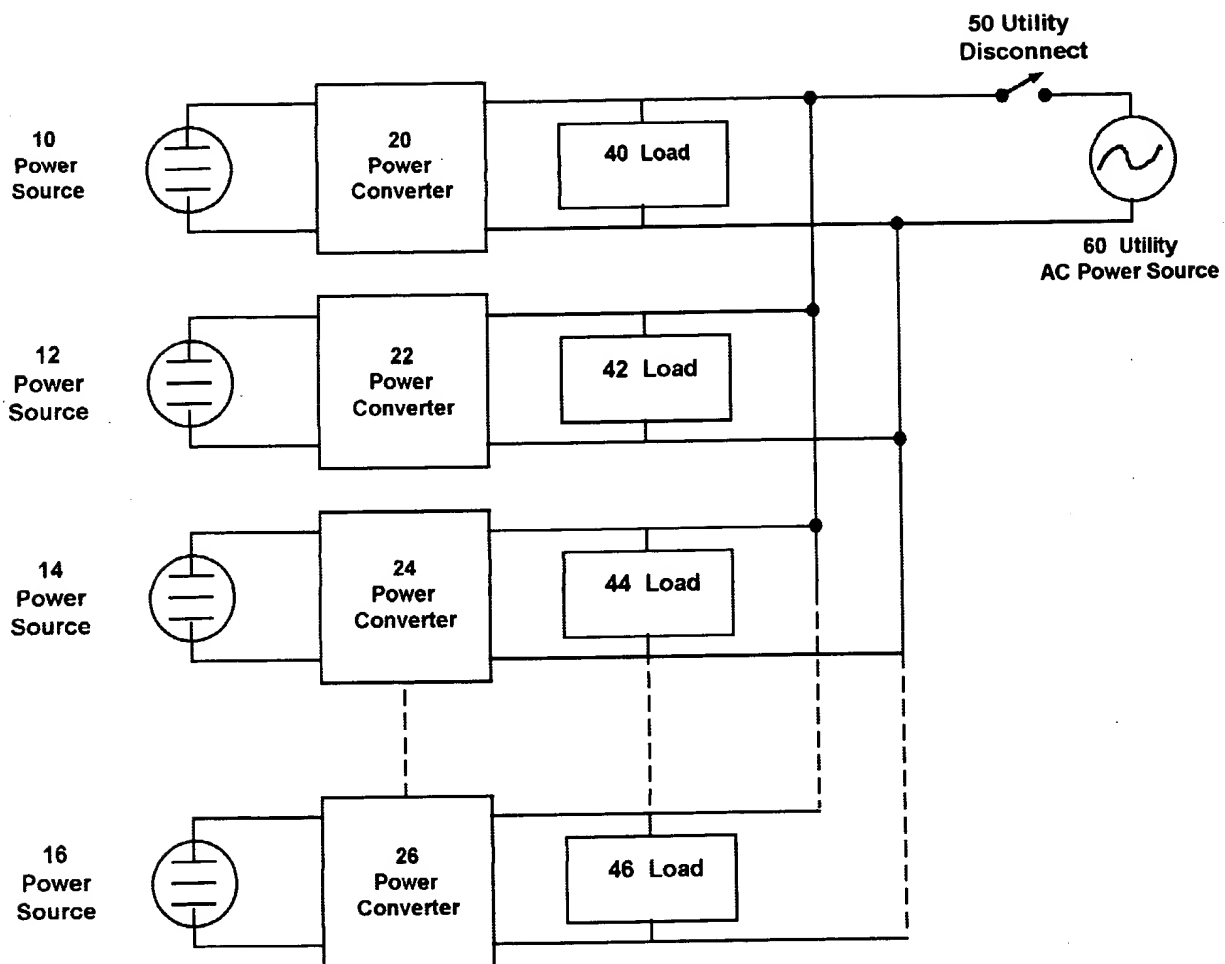 50 Utility
Disconnect
10
Power
Source
20
Power
Converter
40 Load
60 Utility
AC Power Source
12
Power
Source
22
Power
Converter
42 Load
14
Power
Source
24
Power
Converter
44 Load
16
Power
Source
26
Power
Converter
46 Load